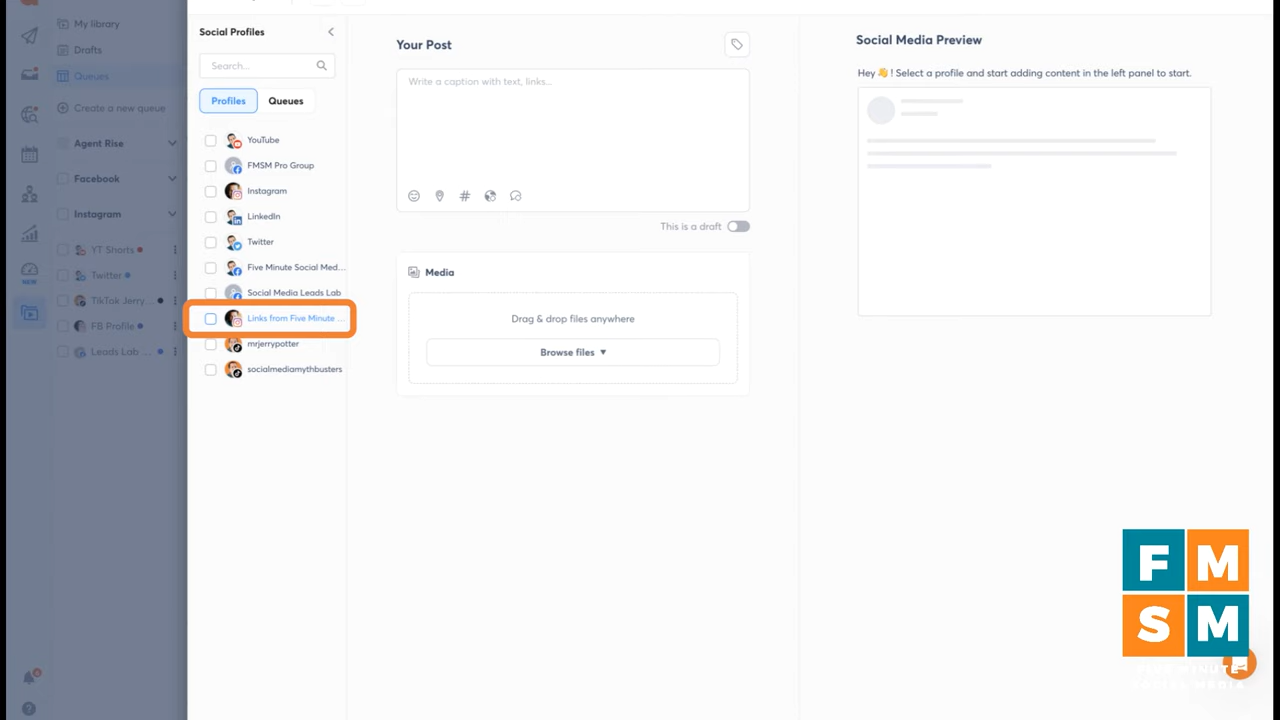 My library
Drafts
Queues
Create a new queue
Agent Rise
Facebook
Instagram
YT Shorts
Twitter
TikTok Jerry...
FB Profile
Leads Lab ...
NEW
Social Profiles
Search...
Profiles
Queues
YouTube
FMSM Pro Group
Instagram
LinkedIn
Twitter
Five Minute Social Med...
Social Media Leads Lab
Links from Five Minute ...
mrjerrypotter
socialmediamythbusters
Your Post
Write a caption with text, links...
This is a draft
Media
Drag & drop files anywhere
Browse files
Social Media Preview
Hey 👋 ! Select a profile and start adding content in the left panel to start.
F M
S M
SOCIAL MEDIA